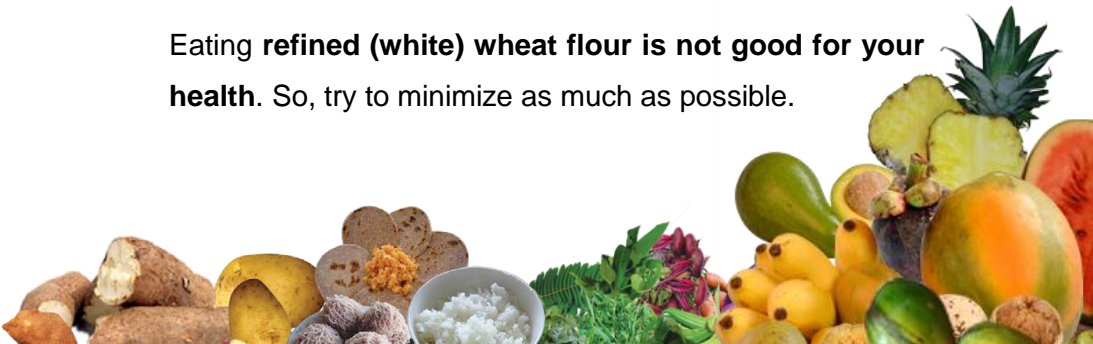 Eating refined (white) wheat flour is not good for your
health. So, try to minimize as much as possible.